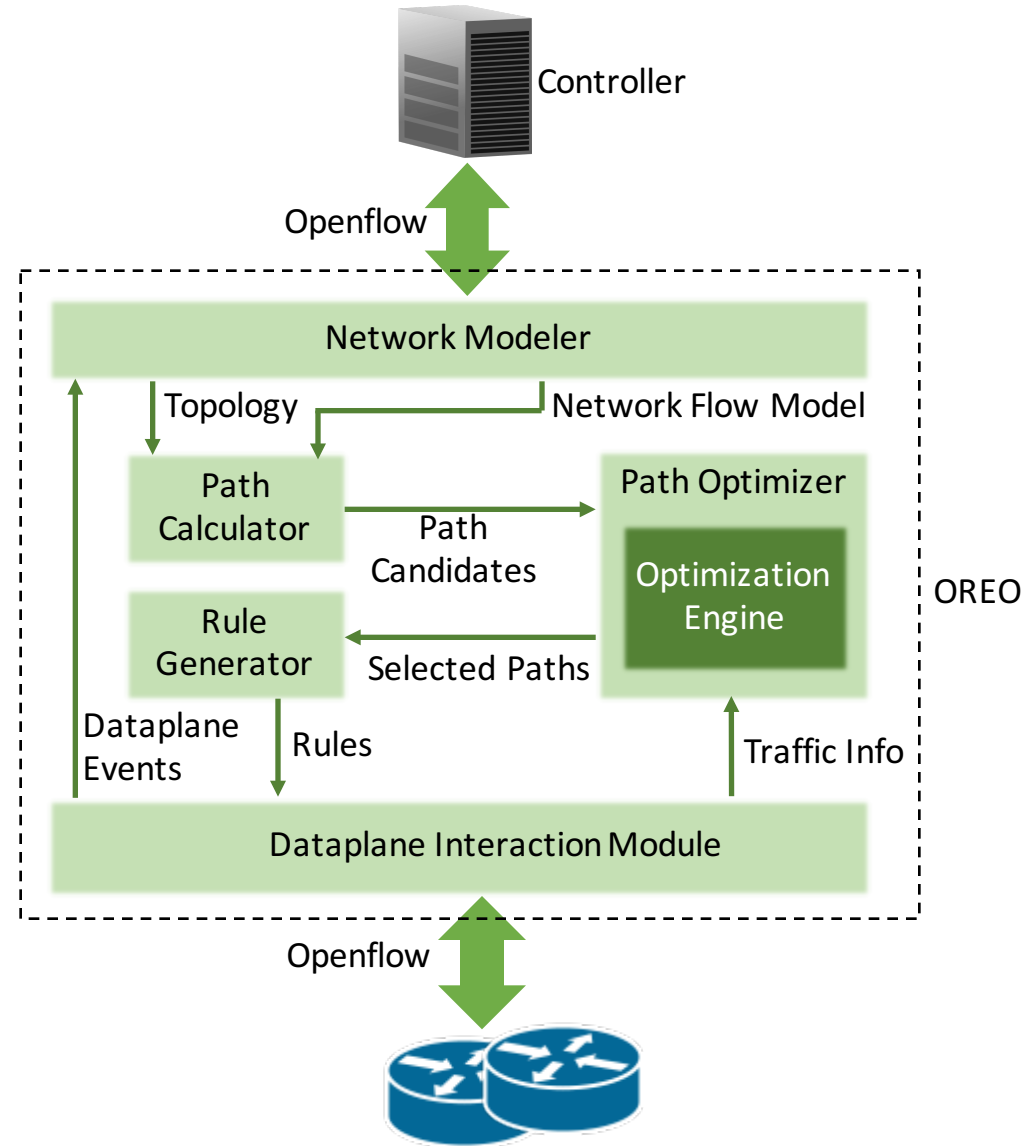 Controller
Openflow
Network Modeler
Topology
Network Flow Model
Path
Calculator
Path Optimizer
Path
Candidates
Optimization
Engine
OREO
Rule
Generator
Selected Paths
Dataplane
Events
Rules
Traffic Info
Dataplane Interaction Module
Openflow